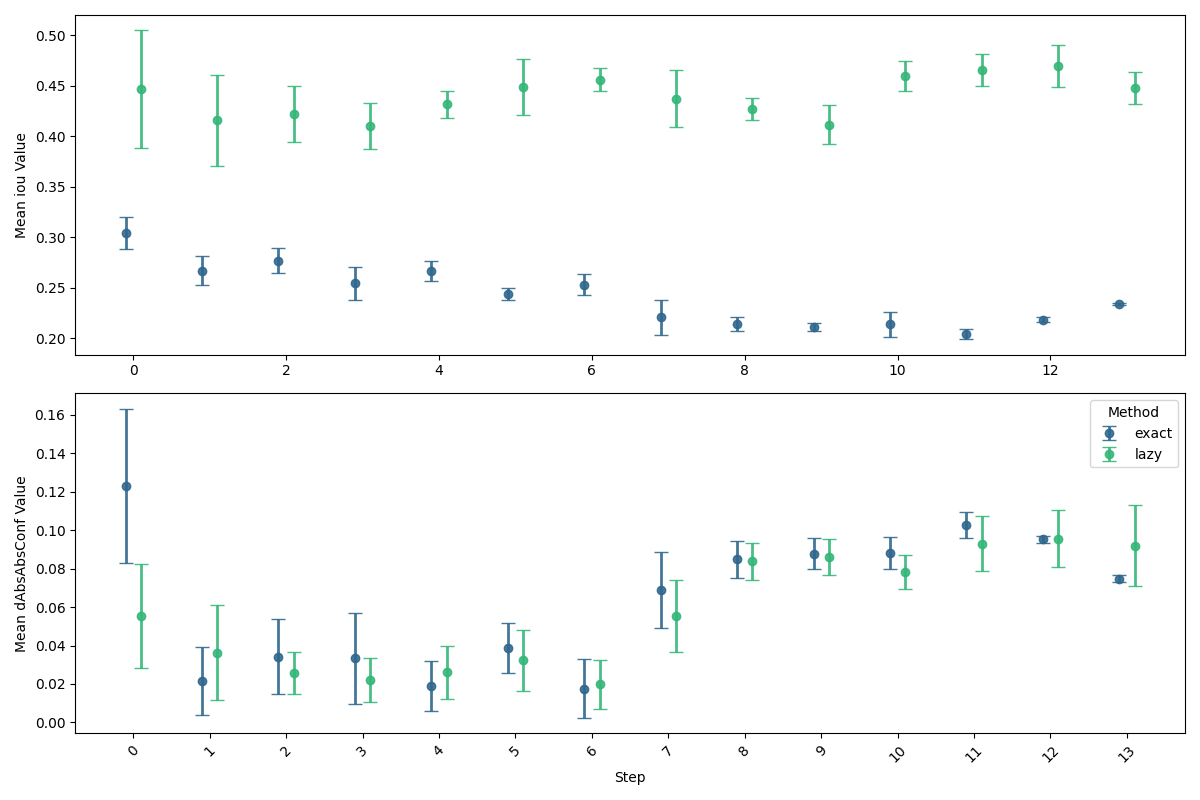 Mean iou Value
0.50
0.45
0.40
0.35
0.30
0.25
0.20
0 2 4 6 8 10 12
Mean dAbsAbsConf Value
0.16
0.14
0.12
0.10
0.08
0.06
0.04
0.02
0.00
Method
exact
lazy
0 1 2 3 4 5 6 7 8 9 10 11 12 13
Step